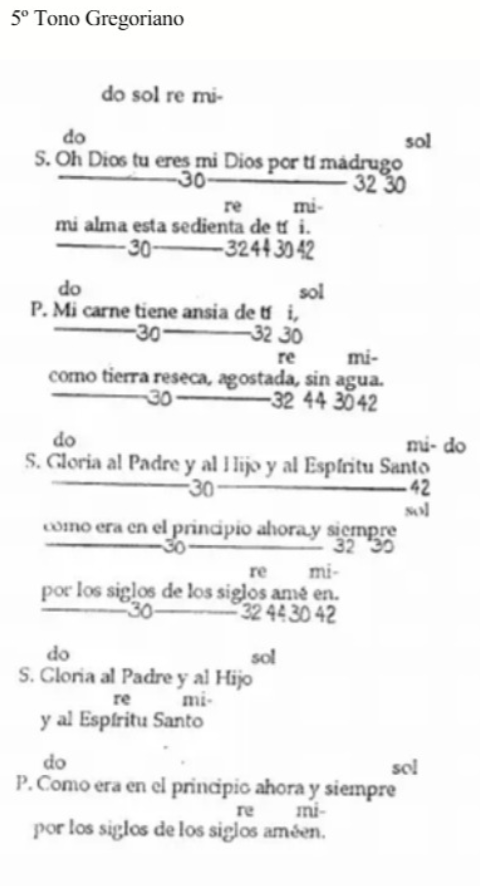 5º Tono Gregoriano
do sol re mi-
do sol
S. Oh Dios tu eres mi Dios por tí madrugo
30 32 30
re mi-
mi alma esta sedienta de tí i.
30 32 44 30 42
do sol
P. Mi carne tiene ansia de tí i,
30 32 30
re mi-
como tierra reseca, agostada, sin agua.
30 32 44 30 42
do mi- do
S. Gloria al Padre y al Hijo y al Espíritu Santo
30 42
sol
como era en el principio ahora y siempre
30 32 30
re mi-
por los siglos de los siglos amé en.
30 32 44 30 42
do sol
S. Gloria al Padre y al Hijo
re mi-
y al Espíritu Santo
do sol
P. Como era en el principio ahora y siempre
re mi-
por los siglos de los siglos améen.